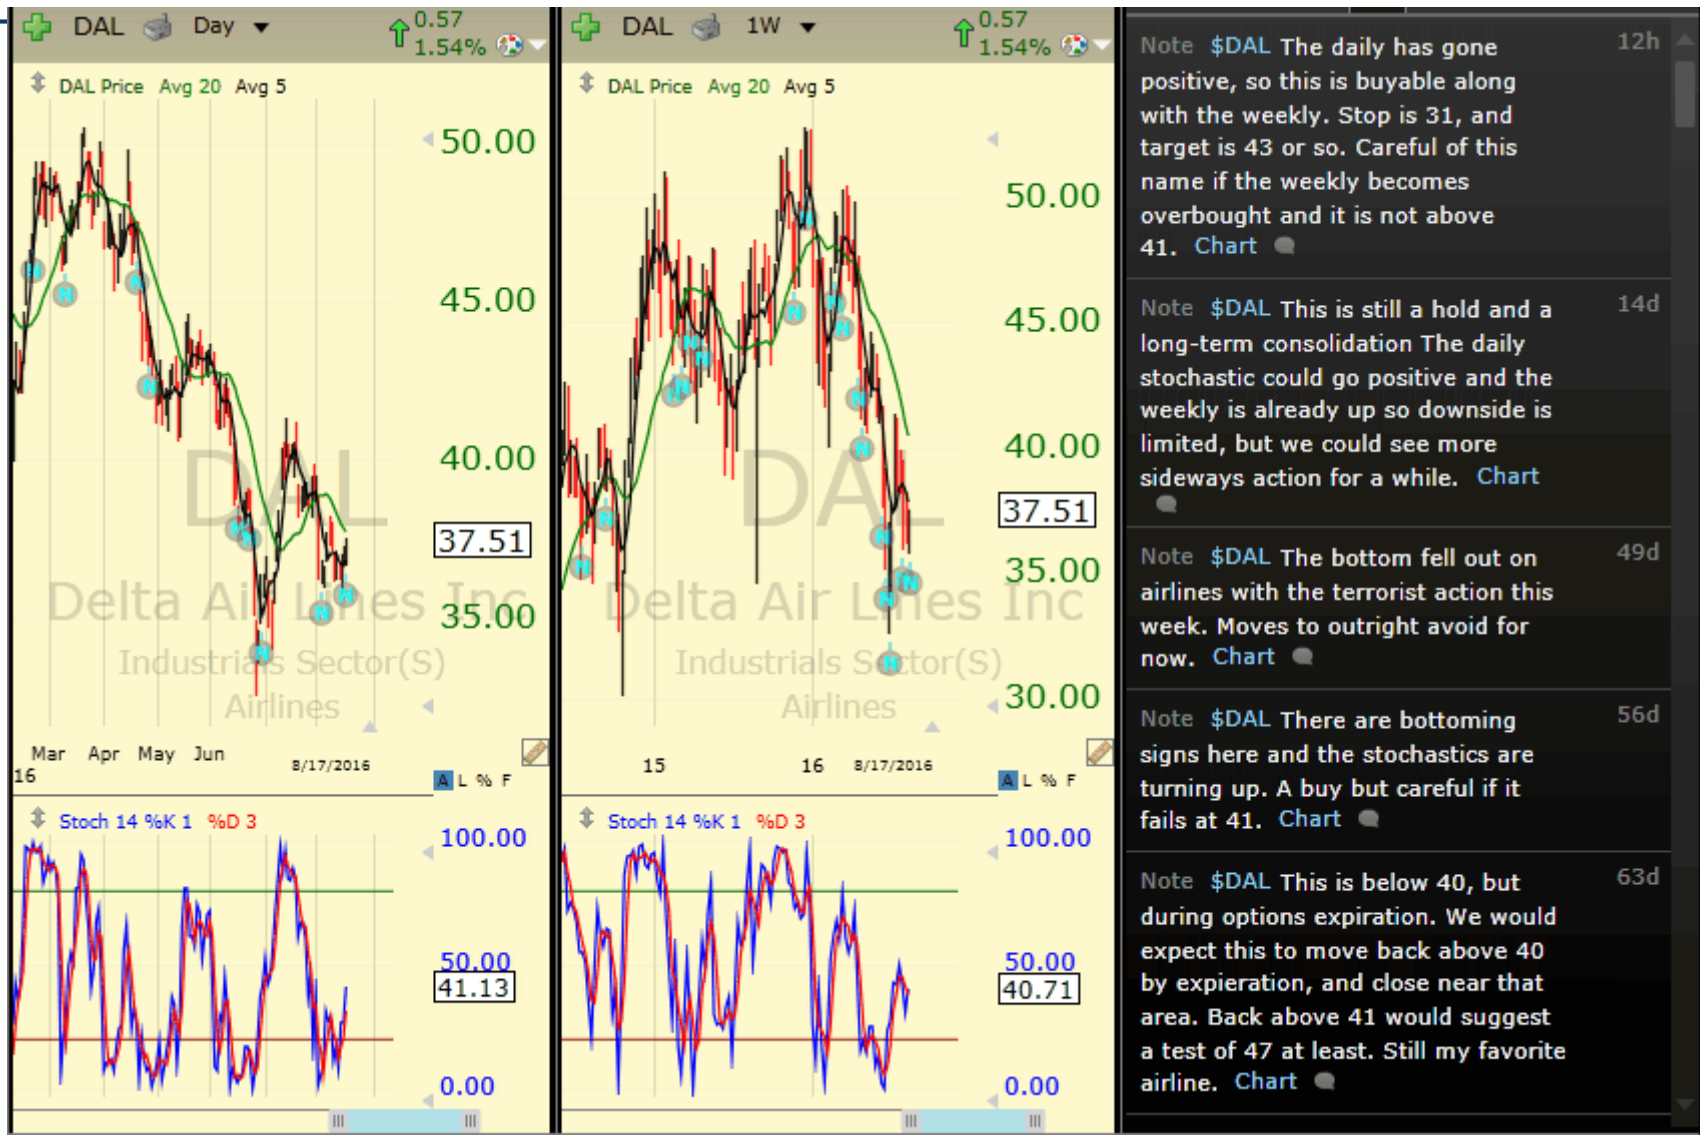 DAL Day 0.57
1.54%
DAL Price Avg 20 Avg 5
50.00
45.00
40.00
37.51
35.00
DAL
Delta Air Lines Inc
Industrials Sector(S)
Airlines
Mar Apr May Jun 8/17/2016
16
A L % F
Stoch 14 %K 1 %D 3
100.00
50.00
41.13
0.00
DAL 1W 0.57
1.54%
DAL Price Avg 20 Avg 5
50.00
45.00
40.00
37.51
35.00
30.00
DAL
Delta Air Lines Inc
Industrials Sector(S)
Airlines
15 16 8/17/2016
A L % F
Stoch 14 %K 1 %D 3
100.00
50.00
40.71
0.00
Note $DAL The daily has gone 12h
positive, so this is buyable along
with the weekly. Stop is 31, and
target is 43 or so. Careful of this
name if the weekly becomes
overbought and it is not above
41. Chart
Note $DAL This is still a hold and a 14d
long-term consolidation The daily
stochastic could go positive and the
weekly is already up so downside is
limited, but we could see more
sideways action for a while. Chart
Note $DAL The bottom fell out on 49d
airlines with the terrorist action this
week. Moves to outright avoid for
now. Chart
Note $DAL There are bottoming 56d
signs here and the stochastics are
turning up. A buy but careful if it
fails at 41. Chart
Note $DAL This is below 40, but 63d
during options expiration. We would
expect this to move back above 40
by expieration, and close near that
area. Back above 41 would suggest
a test of 47 at least. Still my favorite
airline. Chart